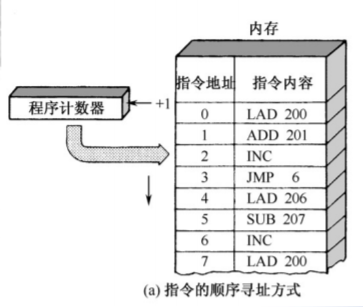 内存
指令地址 指令内容
程序计数器 +1
0 LAD 200
1 ADD 201
2 INC
3 JMP 6
4 LAD 206
5 SUB 207
6 INC
7 LAD 200
(a) 指令的顺序寻址方式